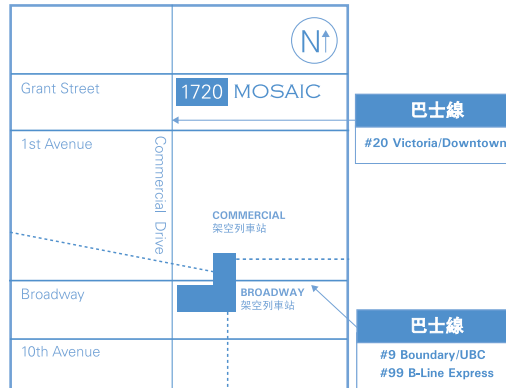 N↑
Grant Street
1720 MOSAIC
巴士線
#20 Victoria/Downtown
1st Avenue
Commercial Drive
COMMERCIAL
架空列車站
Broadway
BROADWAY
架空列車站
巴士線
#9 Boundary/UBC
#99 B-Line Express
10th Avenue